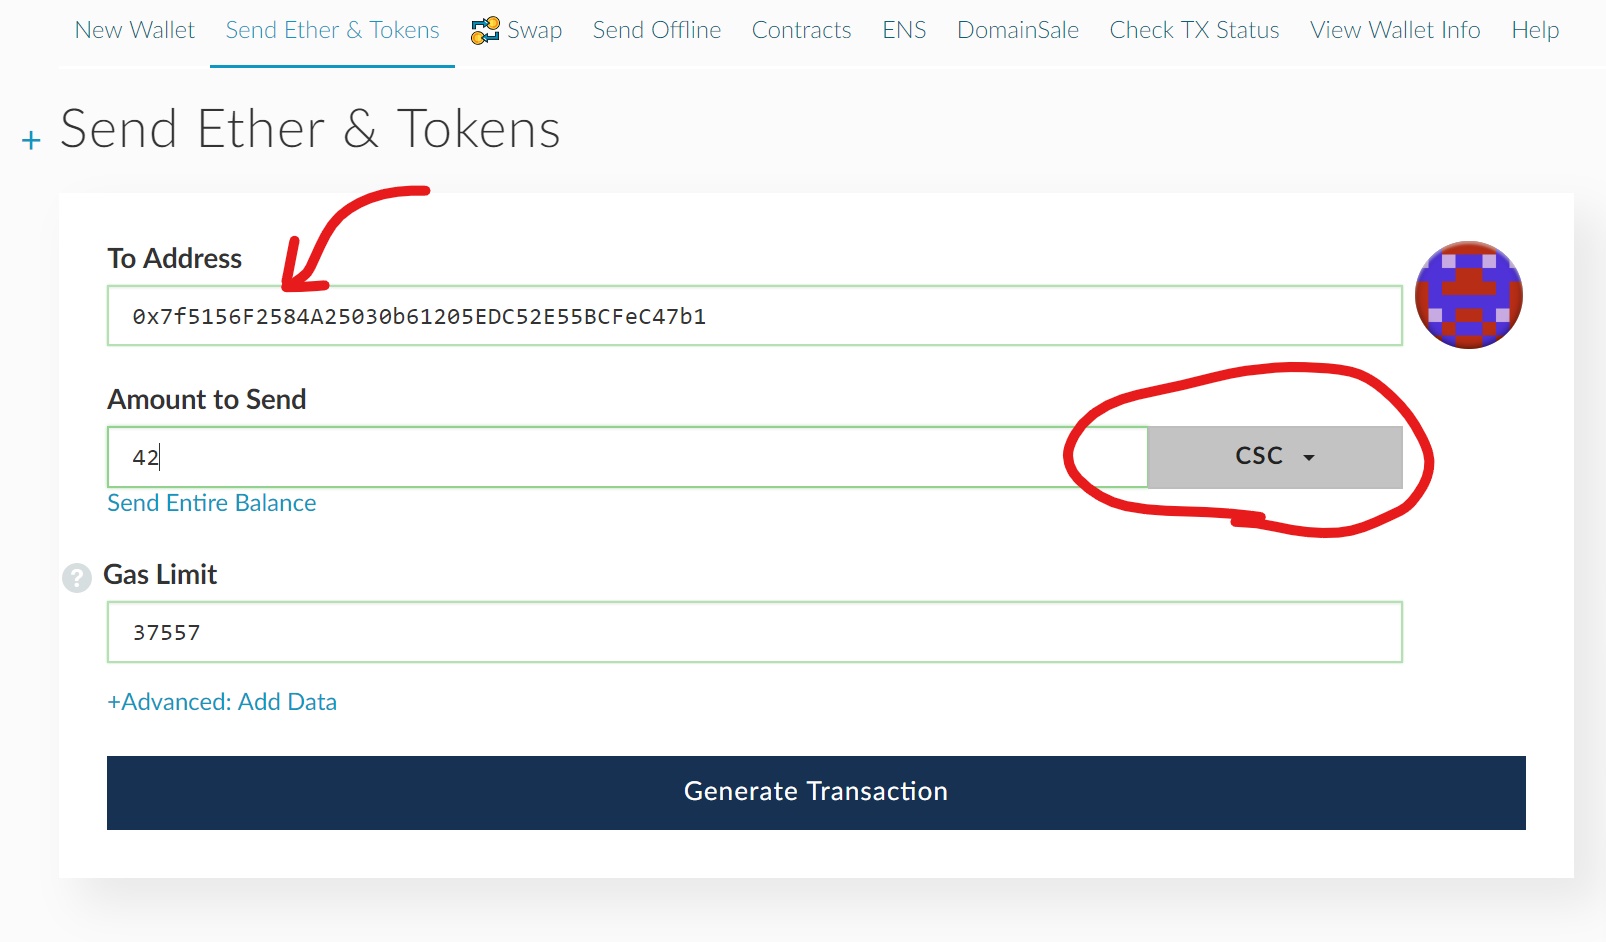 New Wallet Send Ether & Tokens Swap Send Offline Contracts ENS DomainSale Check TX Status View Wallet Info Help
+ Send Ether & Tokens
To Address
0x7f5156F2584A25030b61205EDC52E55BCFeC47b1
Amount to Send
42 CSC
Send Entire Balance
? Gas Limit
37557
+Advanced: Add Data
Generate Transaction